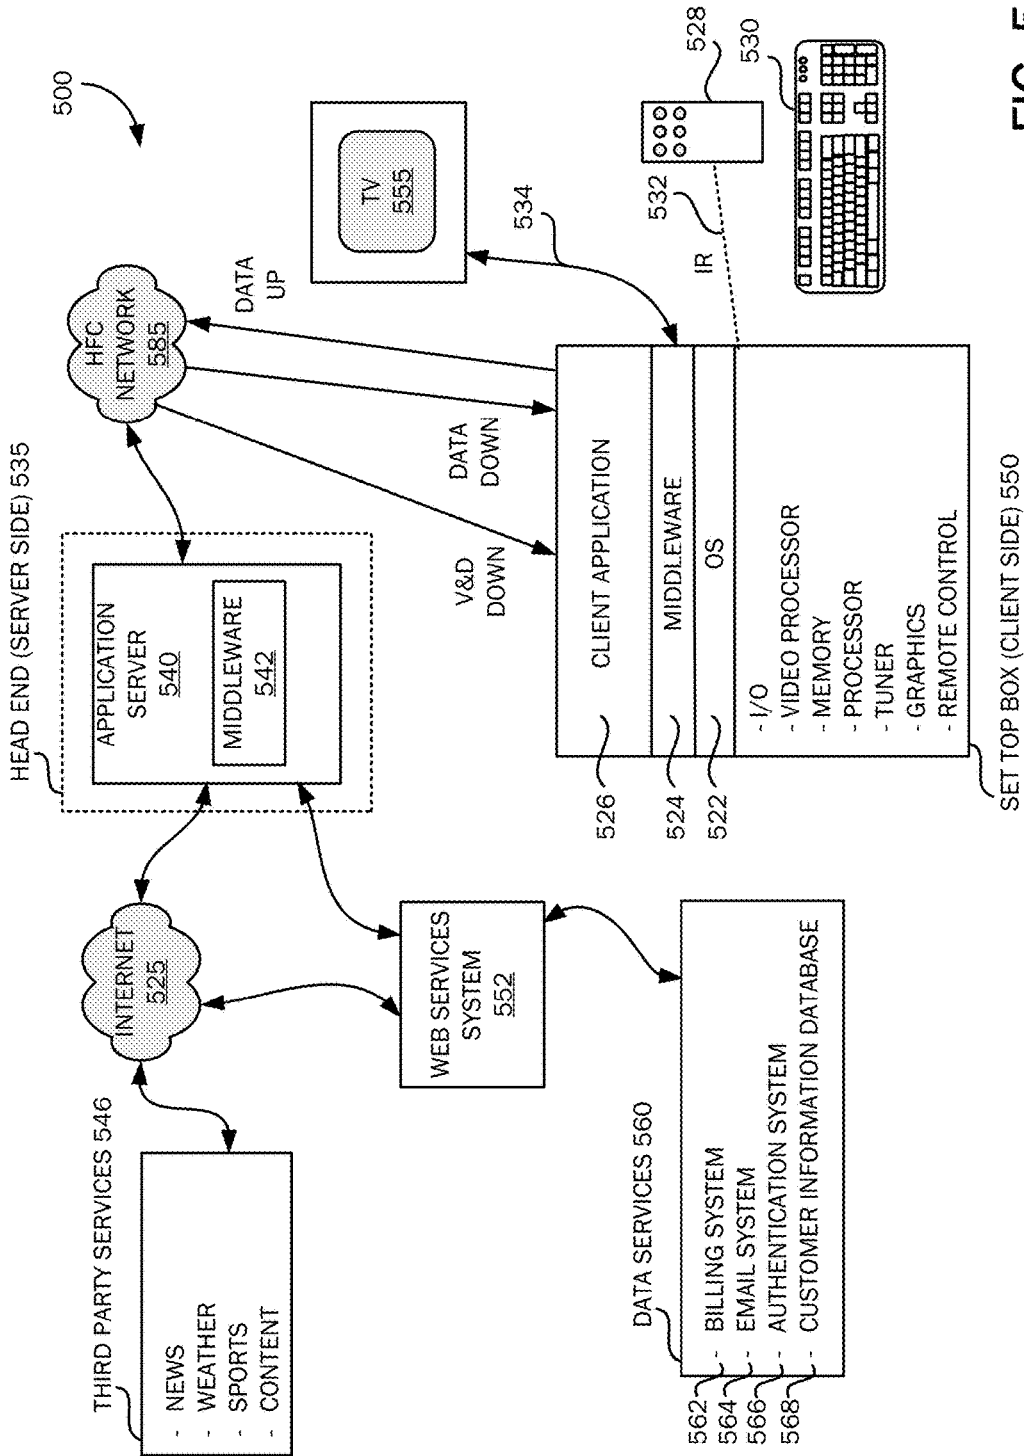 500
HEAD END (SERVER SIDE) 535
THIRD PARTY SERVICES 546
- NEWS
- WEATHER
- SPORTS
- CONTENT
INTERNET
525
APPLICATION
SERVER
540
MIDDLEWARE
542
HFC
NETWORK
585
DATA
UP
DATA
DOWN
V&D
DOWN
TV
555
534
WEB SERVICES
SYSTEM
552
DATA SERVICES 560
562
- BILLING SYSTEM
564
- EMAIL SYSTEM
566
- AUTHENTICATION SYSTEM
568
- CUSTOMER INFORMATION DATABASE
526
CLIENT APPLICATION
524
MIDDLEWARE
522
OS
- I/O
- VIDEO PROCESSOR
- MEMORY
- PROCESSOR
- TUNER
- GRAPHICS
- REMOTE CONTROL
SET TOP BOX (CLIENT SIDE) 550
IR
532
528
530